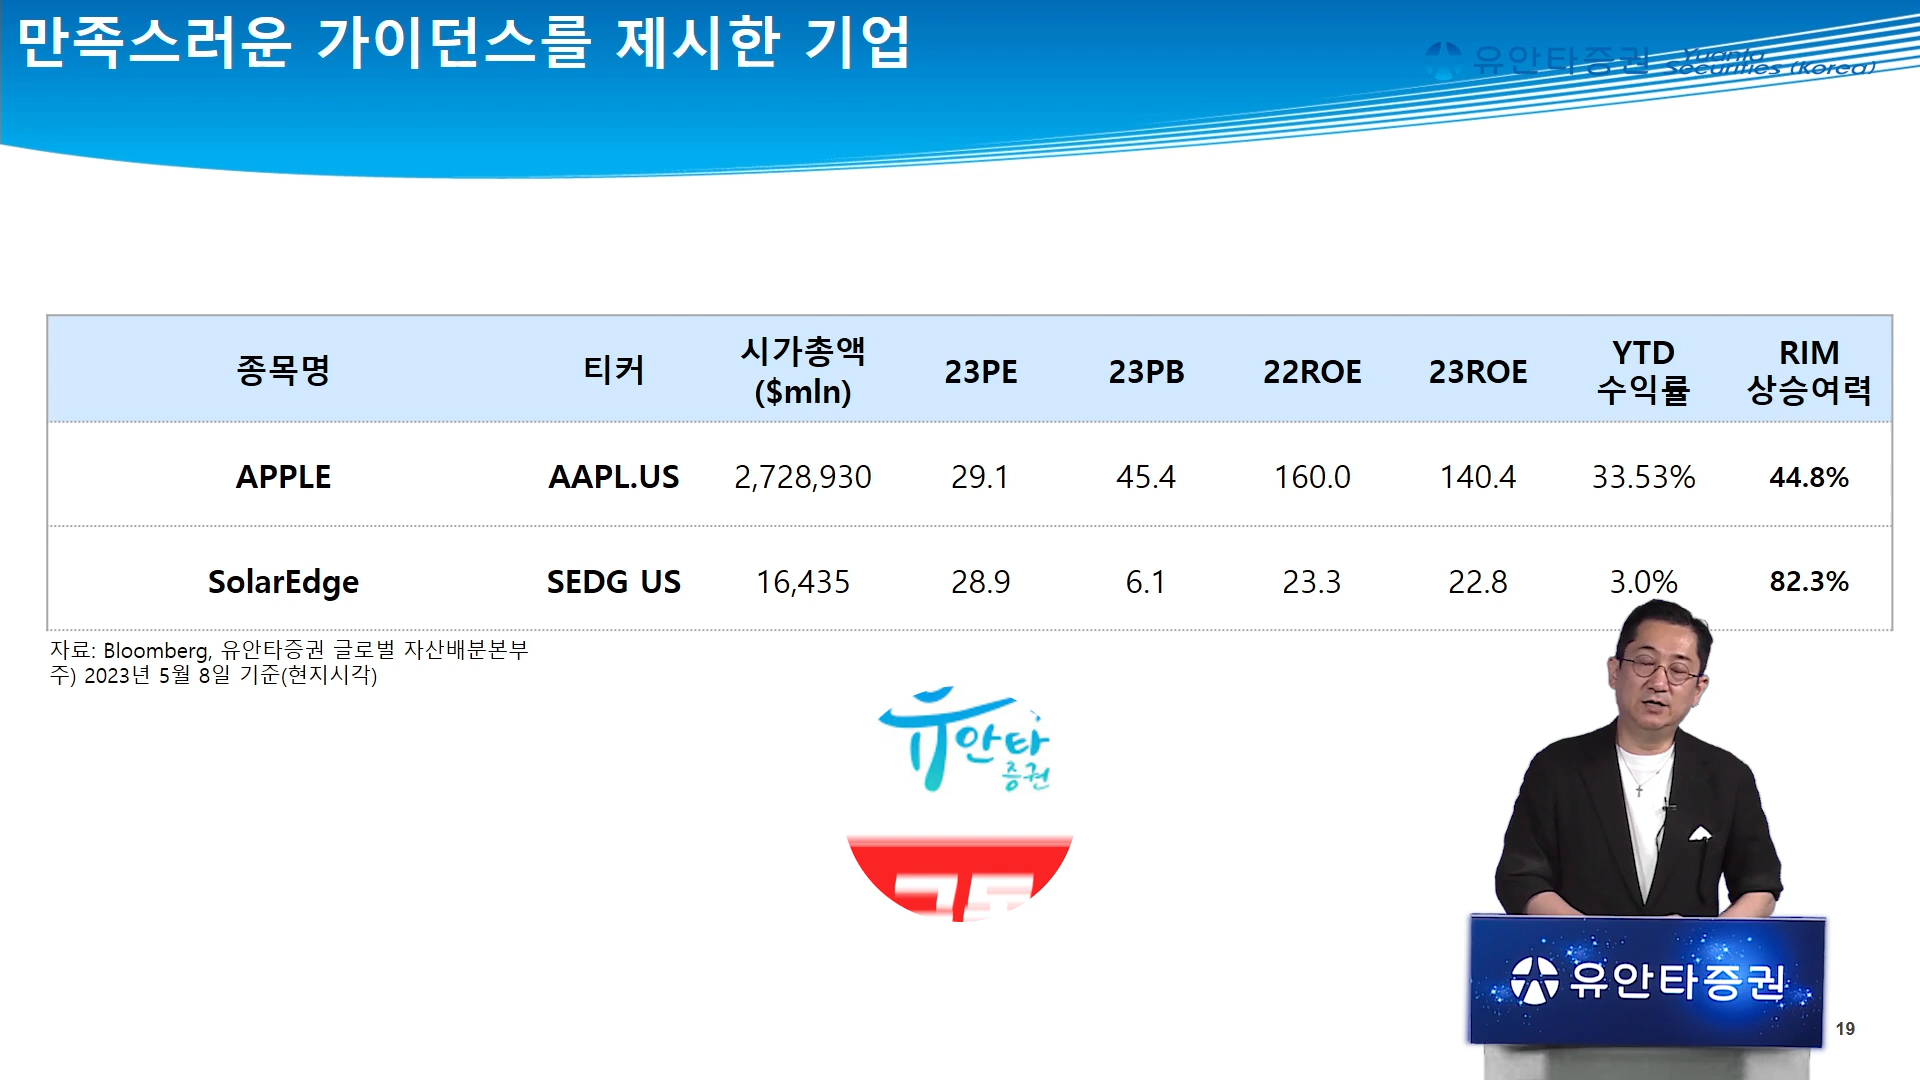 만족스러운 가이던스를 제시한 기업
유안타증권 Yuanta Securities (Korea)
종목명 티커 시가총액 ($mln) 23PE 23PB 22ROE 23ROE YTD 수익률 RIM 상승여력
APPLE AAPL.US 2,728,930 29.1 45.4 160.0 140.4 33.53% 44.8%
SolarEdge SEDG US 16,435 28.9 6.1 23.3 22.8 3.0% 82.3%
자료: Bloomberg, 유안타증권 글로벌 자산배분본부
주) 2023년 5월 8일 기준(현지시각)
유안타
증권
유안타증권
19